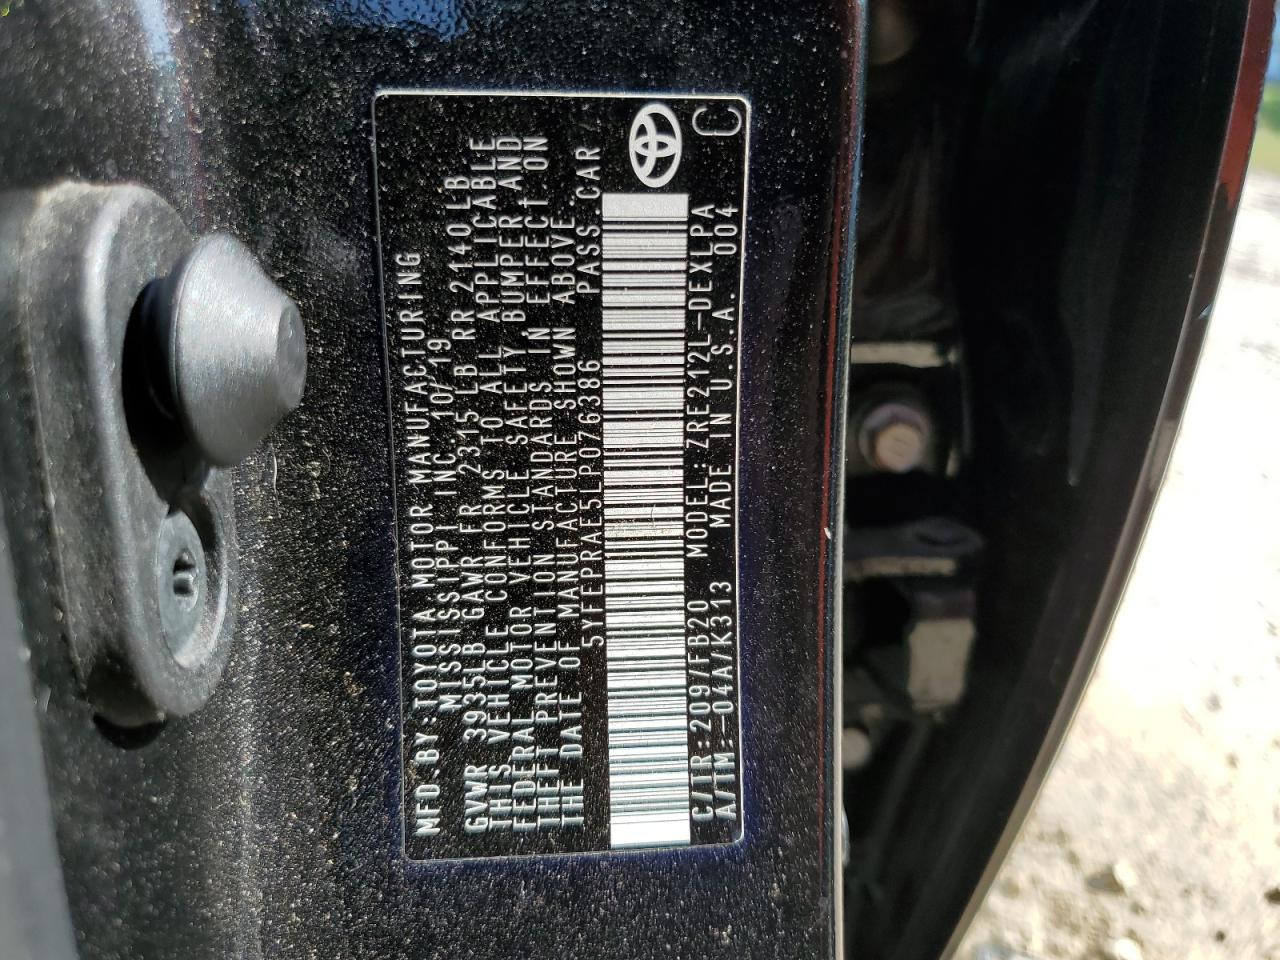 MFD.BY:TOYOTA MOTOR MANUFACTURING
MISSISSIPPI INC 10/19
GVWR 3935LB GAWR FR 2315 LB RR 2140LB
THIS VEHICLE CONFORMS TO ALL APPLICABLE
FEDERAL MOTOR VEHICLE SAFETY,BUMPER AND
THEFT PREVENTION STANDARDS IN EFFECT ON
THE DATE OF MANUFACTURE SHOWN ABOVE.
5YFEPRAE5LP076386 PASS.CAR
C/TR:209/FB20 MODEL:ZRE212L-DEXLPA
A/TM:-04A/K313 MADE IN U.S.A. 004
C